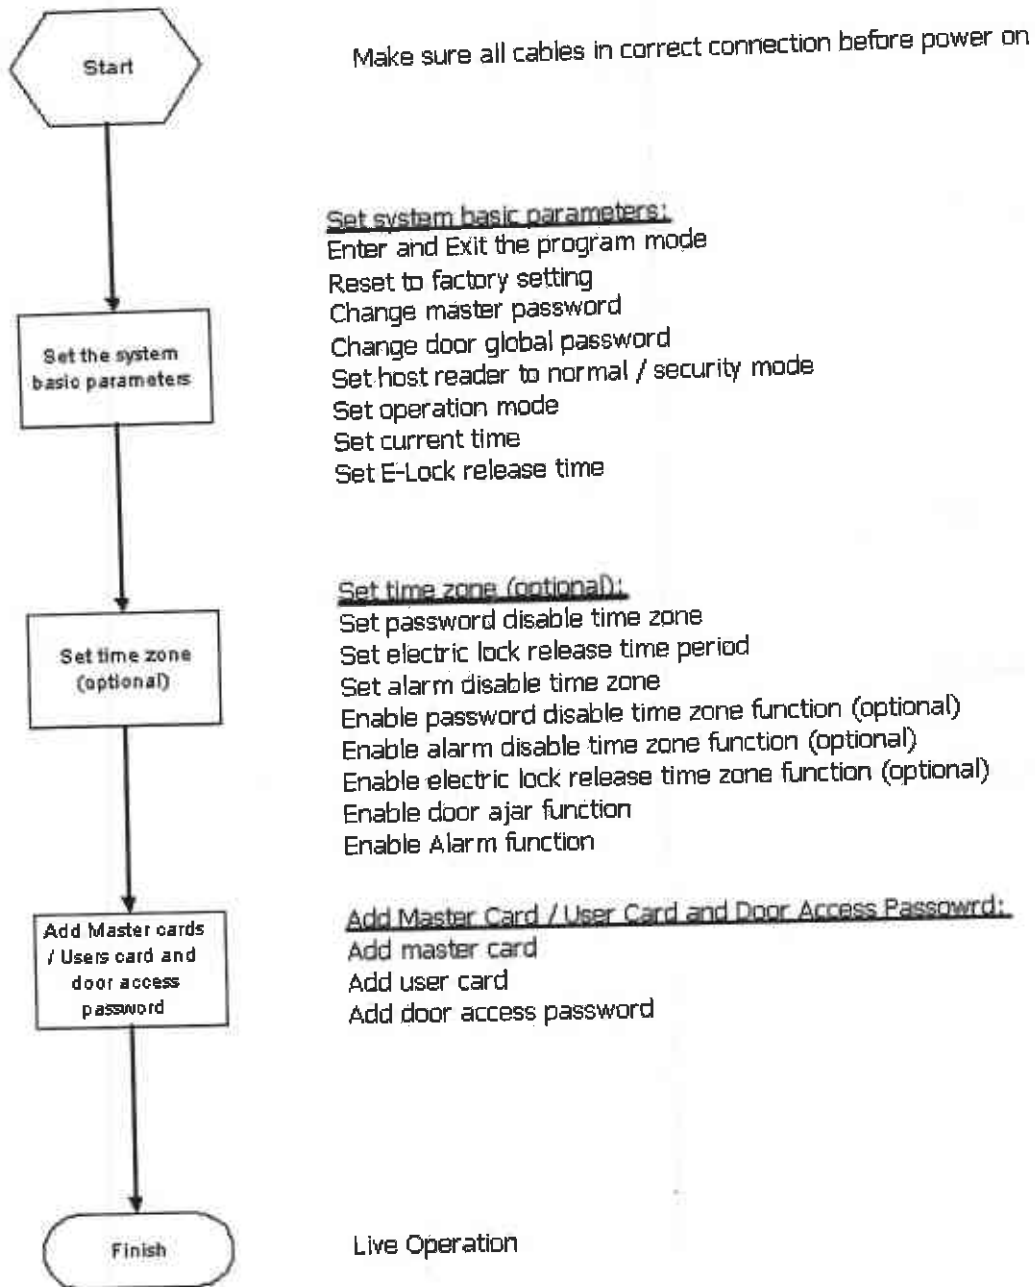 Start
Make sure all cables in correct connection before power on
Set the system
basic parameters
Set system basic parameters:
Enter and Exit the program mode
Reset to factory setting
Change master password
Change door global password
Set host reader to normal / security mode
Set operation mode
Set current time
Set E-Lock release time
Set time zone
(optional)
Set time zone (optional):
Set password disable time zone
Set electric lock release time period
Set alarm disable time zone
Enable password disable time zone function (optional)
Enable alarm disable time zone function (optional)
Enable electric lock release time zone function (optional)
Enable door ajar function
Enable Alarm function
Add Master cards
/ Users card and
door access
password
Add Master Card / User Card and Door Access Passowrd:
Add master card
Add user card
Add door access password
Finish
Live Operation